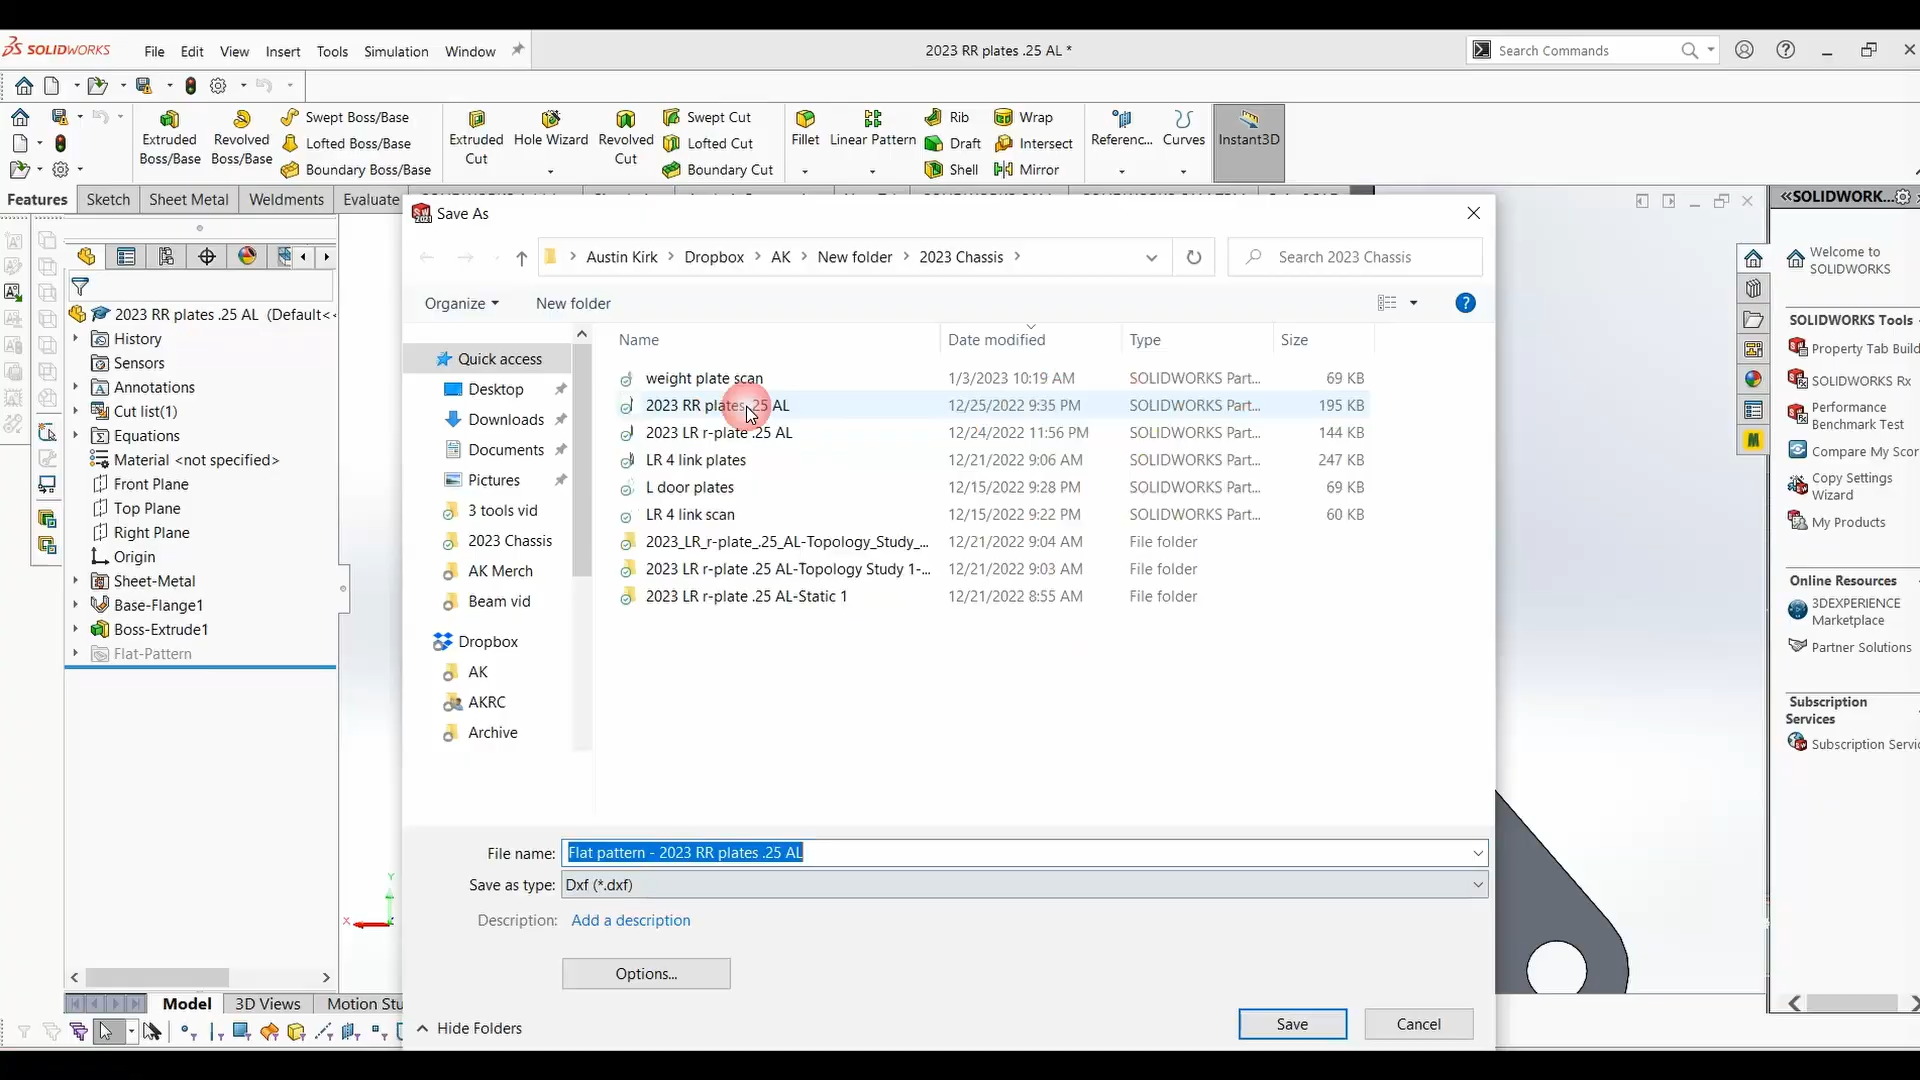 SOLIDWORKS
File Edit View Insert Tools Simulation Window
2023 RR plates .25 AL *
Search Commands
Extruded Boss/Base
Revolved Boss/Base
Swept Boss/Base
Lofted Boss/Base
Boundary Boss/Base
Extruded Cut
Hole Wizard
Revolved Cut
Swept Cut
Lofted Cut
Boundary Cut
Fillet
Linear Pattern
Rib
Draft
Shell
Wrap
Intersect
Mirror
Referenc...
Curves
Instant3D
Features Sketch Sheet Metal Weldments Evaluate
2023 RR plates .25 AL (Default<
History
Sensors
Annotations
Cut list(1)
Equations
Material <not specified>
Front Plane
Top Plane
Right Plane
Origin
Sheet-Metal
Base-Flange1
Boss-Extrude1
Flat-Pattern
Save As
Austin Kirk > Dropbox > AK > New folder > 2023 Chassis >
Search 2023 Chassis
Organize New folder
Quick access
Desktop
Downloads
Documents
Pictures
3 tools vid
2023 Chassis
AK Merch
Beam vid
Dropbox
AK
AKRC
Archive
Name Date modified Type Size
weight plate scan 1/3/2023 10:19 AM SOLIDWORKS Part... 69 KB
2023 RR plates .25 AL 12/25/2022 9:35 PM SOLIDWORKS Part... 195 KB
2023 LR r-plate .25 AL 12/24/2022 11:56 PM SOLIDWORKS Part... 144 KB
LR 4 link plates 12/21/2022 9:06 AM SOLIDWORKS Part... 247 KB
L door plates 12/15/2022 9:28 PM SOLIDWORKS Part... 69 KB
LR 4 link scan 12/15/2022 9:22 PM SOLIDWORKS Part... 60 KB
2023_LR_r-plate_.25_AL-Topology_Study_... 12/21/2022 9:04 AM File folder
2023 LR r-plate .25 AL-Topology Study 1-... 12/21/2022 9:03 AM File folder
2023 LR r-plate .25 AL-Static 1 12/21/2022 8:55 AM File folder
File name: Flat pattern - 2023 RR plates .25 AL
Save as type: Dxf (*.dxf)
Description: Add a description
Options...
Hide Folders
Save Cancel
Y
X
Model 3D Views Motion Stu
«SOLIDWORK...
Welcome to
SOLIDWORKS
SOLIDWORKS Tools
Property Tab Build
SOLIDWORKS Rx
Performance
Benchmark Test
Compare My Scor
Copy Settings
Wizard
My Products
Online Resources
3DEXPERIENCE
Marketplace
Partner Solutions
Subscription
Services
Subscription Servic